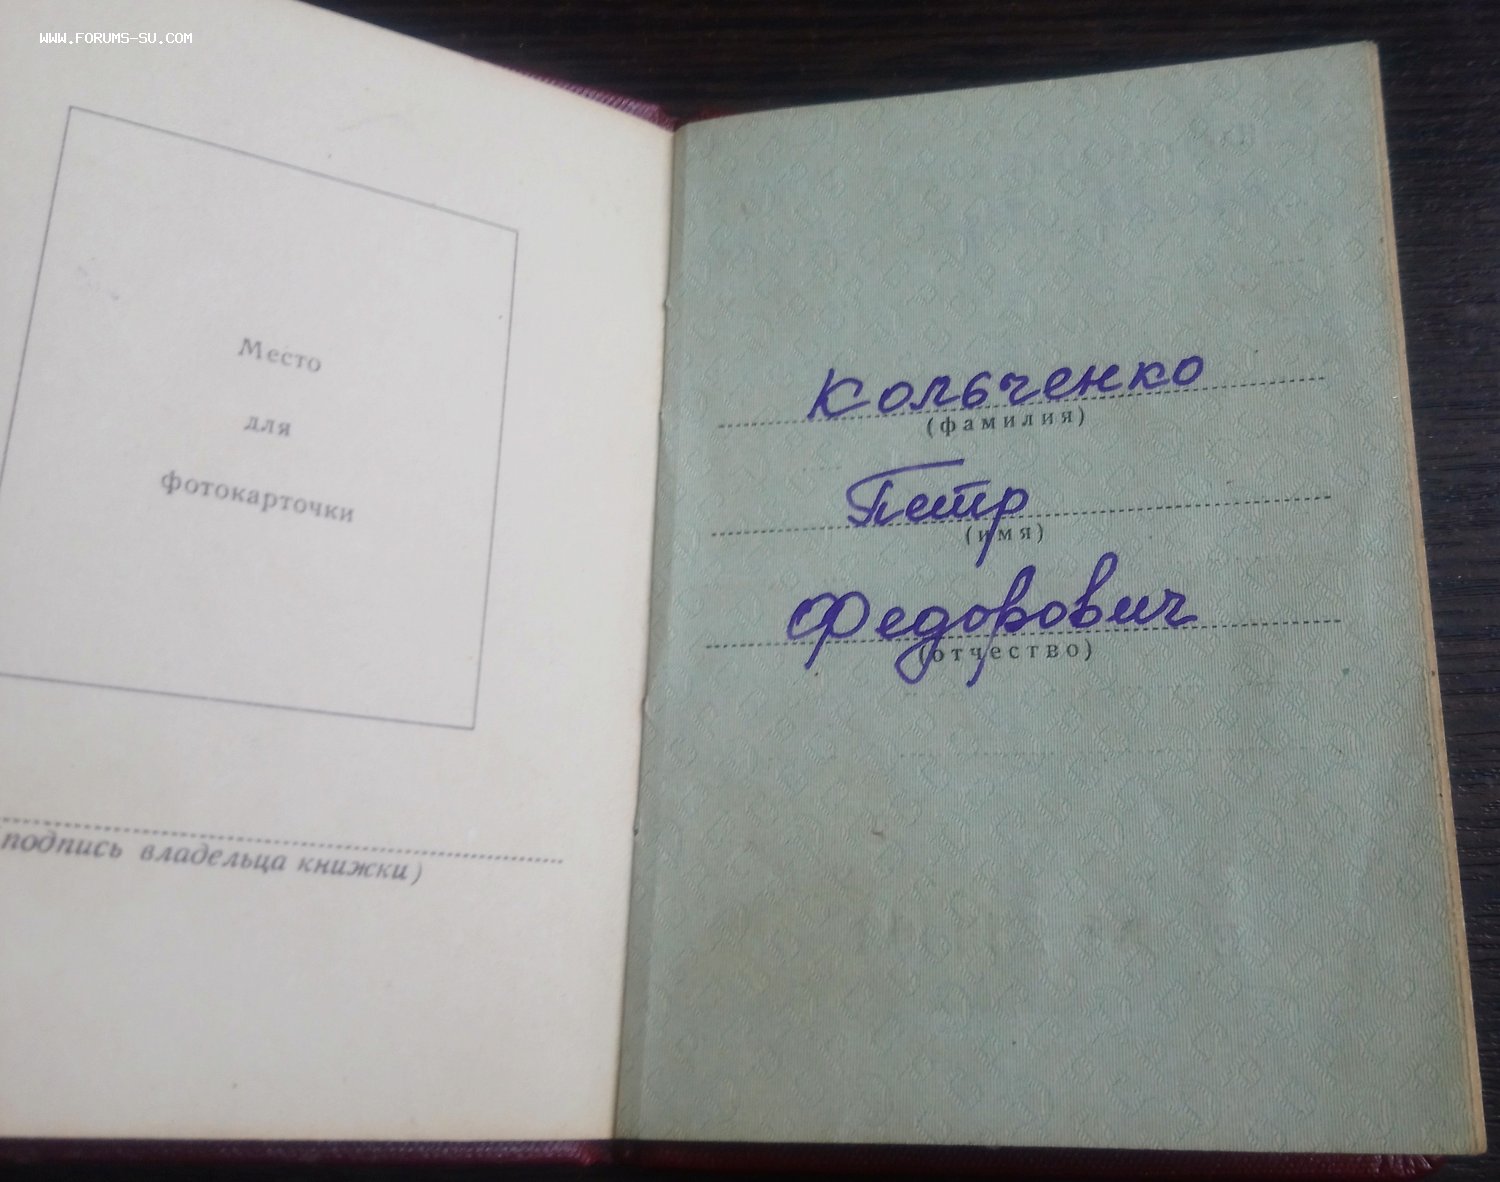 WWW.FORUMS-SU.COM
Место
для
фотокарточки
подпись владельца книжки)
Кольченко
(фамилия)
Петр
(имя)
Федорович
(отчество)